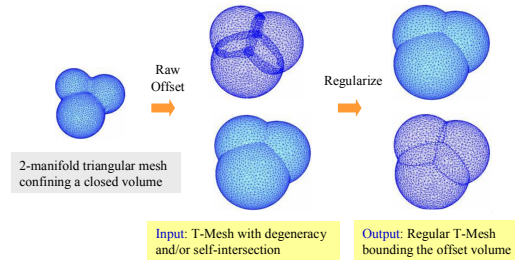 Raw
Offset
Regularize
2-manifold triangular mesh
confining a closed volume
Input: T-Mesh with degeneracy
and/or self-intersection
Output: Regular T-Mesh
bounding the offset volume